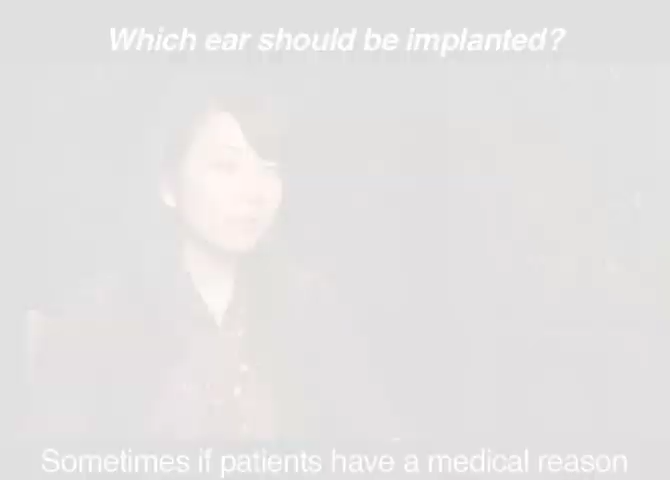 Which ear should be implanted?
Sometimes if patients have a medical reason